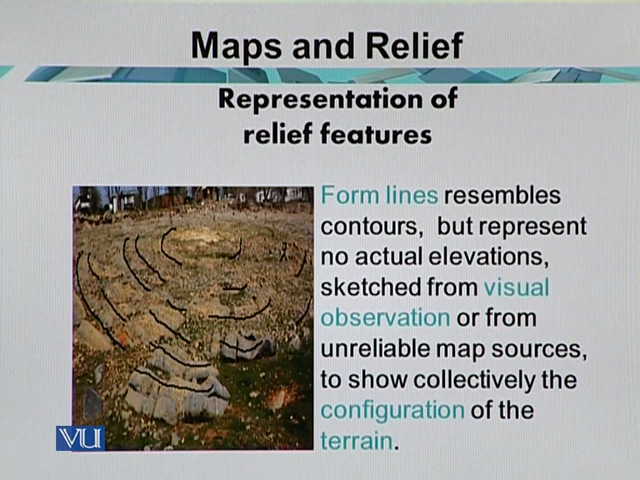 Maps and Relief
Representation of
relief features
Form lines resembles
contours, but represent
no actual elevations,
sketched from visual
observation or from
unreliable map sources,
to show collectively the
configuration of the
terrain.
VU